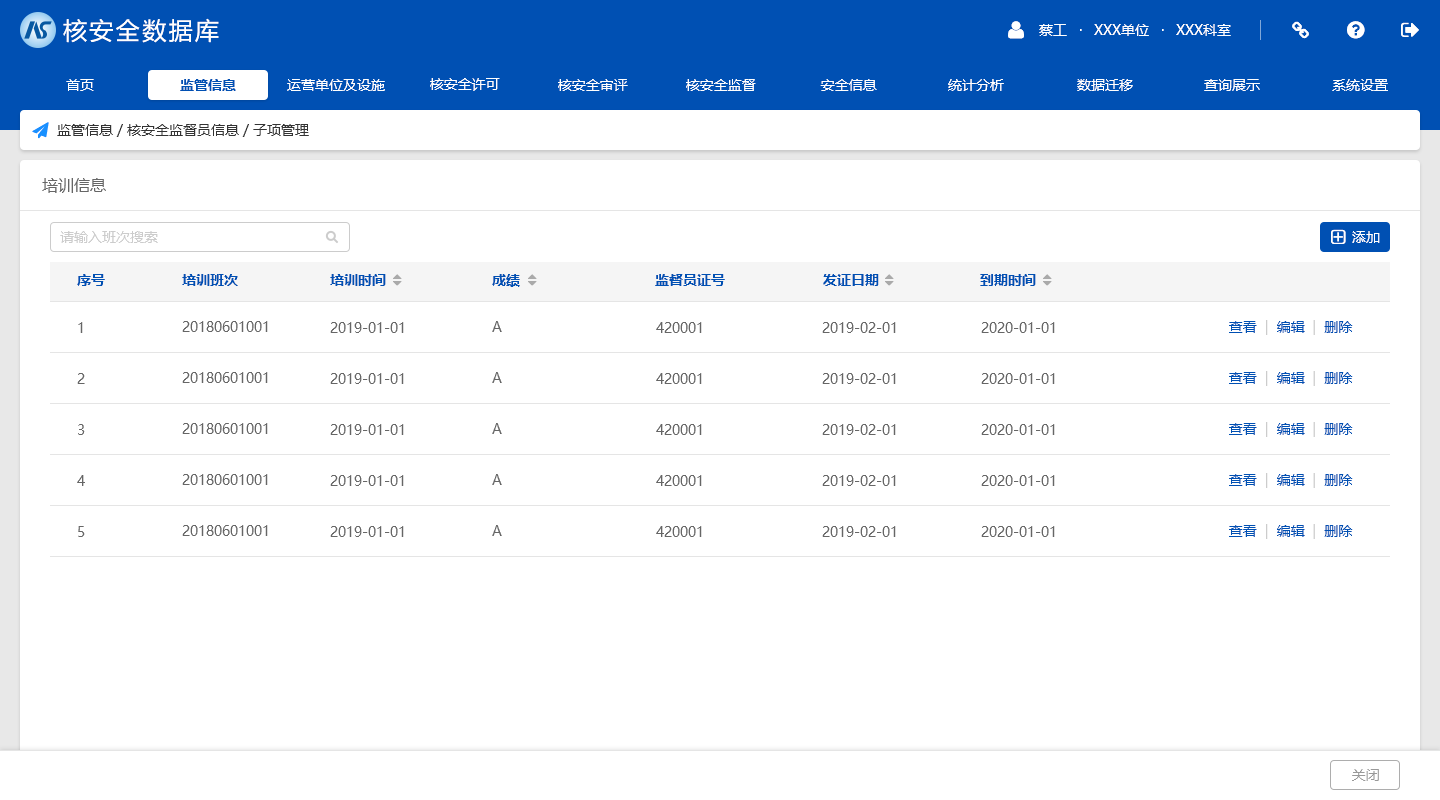 核安全数据库
蔡工 · XXX单位 · XXX科室
首页 监管信息 运营单位及设施 核安全许可 核安全审评 核安全监督 安全信息 统计分析 数据迁移 查询展示 系统设置
监管信息 / 核安全监督员信息 / 子项管理
培训信息
请输入班次搜索
添加
序号 培训班次 培训时间 成绩 监督员证号 发证日期 到期时间
1 20180601001 2019-01-01 A 420001 2019-02-01 2020-01-01 查看 | 编辑 | 删除
2 20180601001 2019-01-01 A 420001 2019-02-01 2020-01-01 查看 | 编辑 | 删除
3 20180601001 2019-01-01 A 420001 2019-02-01 2020-01-01 查看 | 编辑 | 删除
4 20180601001 2019-01-01 A 420001 2019-02-01 2020-01-01 查看 | 编辑 | 删除
5 20180601001 2019-01-01 A 420001 2019-02-01 2020-01-01 查看 | 编辑 | 删除
关闭